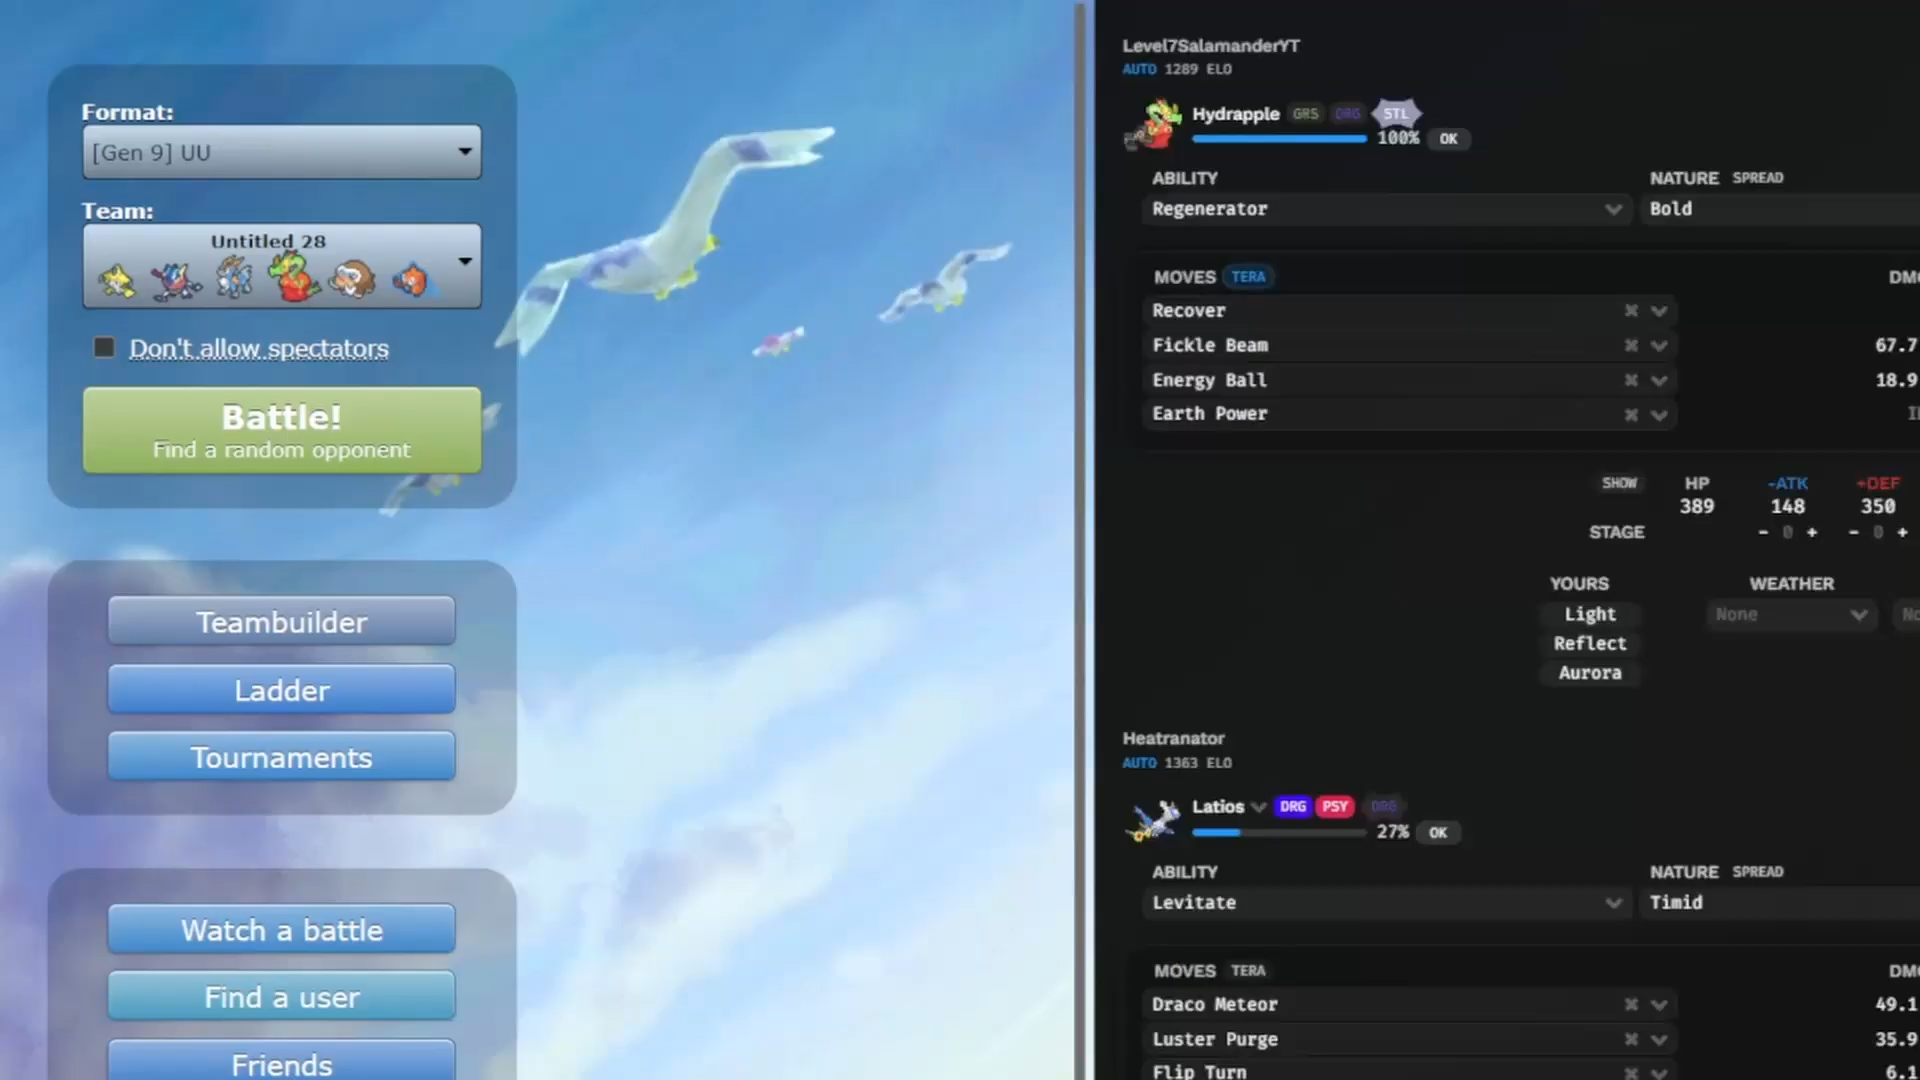 Format:
[Gen 9] UU
Team:
Untitled 28
Don't allow spectators
Battle!
Find a random opponent
Teambuilder
Ladder
Tournaments
Watch a battle
Find a user
Friends
Level7SalamanderYT
AUTO 1289 ELO
Hydrapple GRS DRG STL
100% OK
ABILITY NATURE SPREAD
Regenerator Bold
MOVES TERA
Recover
Fickle Beam 67.7
Energy Ball 18.9
Earth Power
SHOW HP -ATK +DEF
389 148 350
STAGE - 0 + - 0 +
YOURS WEATHER
Light None
Reflect
Aurora
Heatranator
AUTO 1363 ELO
Latios DRG PSY DRG
27% OK
ABILITY NATURE SPREAD
Levitate Timid
MOVES TERA
Draco Meteor 49.1
Luster Purge 35.9
Flip Turn 6.1